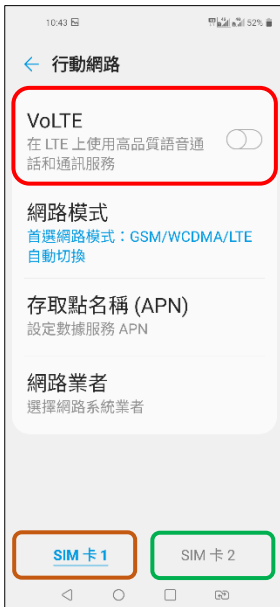 10:43
52%
行動網路
VoLTE
在 LTE 上使用高品質語音通
話和通訊服務
網路模式
首選網路模式：GSM/WCDMA/LTE
自動切換
存取點名稱 (APN)
設定數據服務 APN
網路業者
選擇網路系統業者
SIM 卡 1
SIM 卡 2